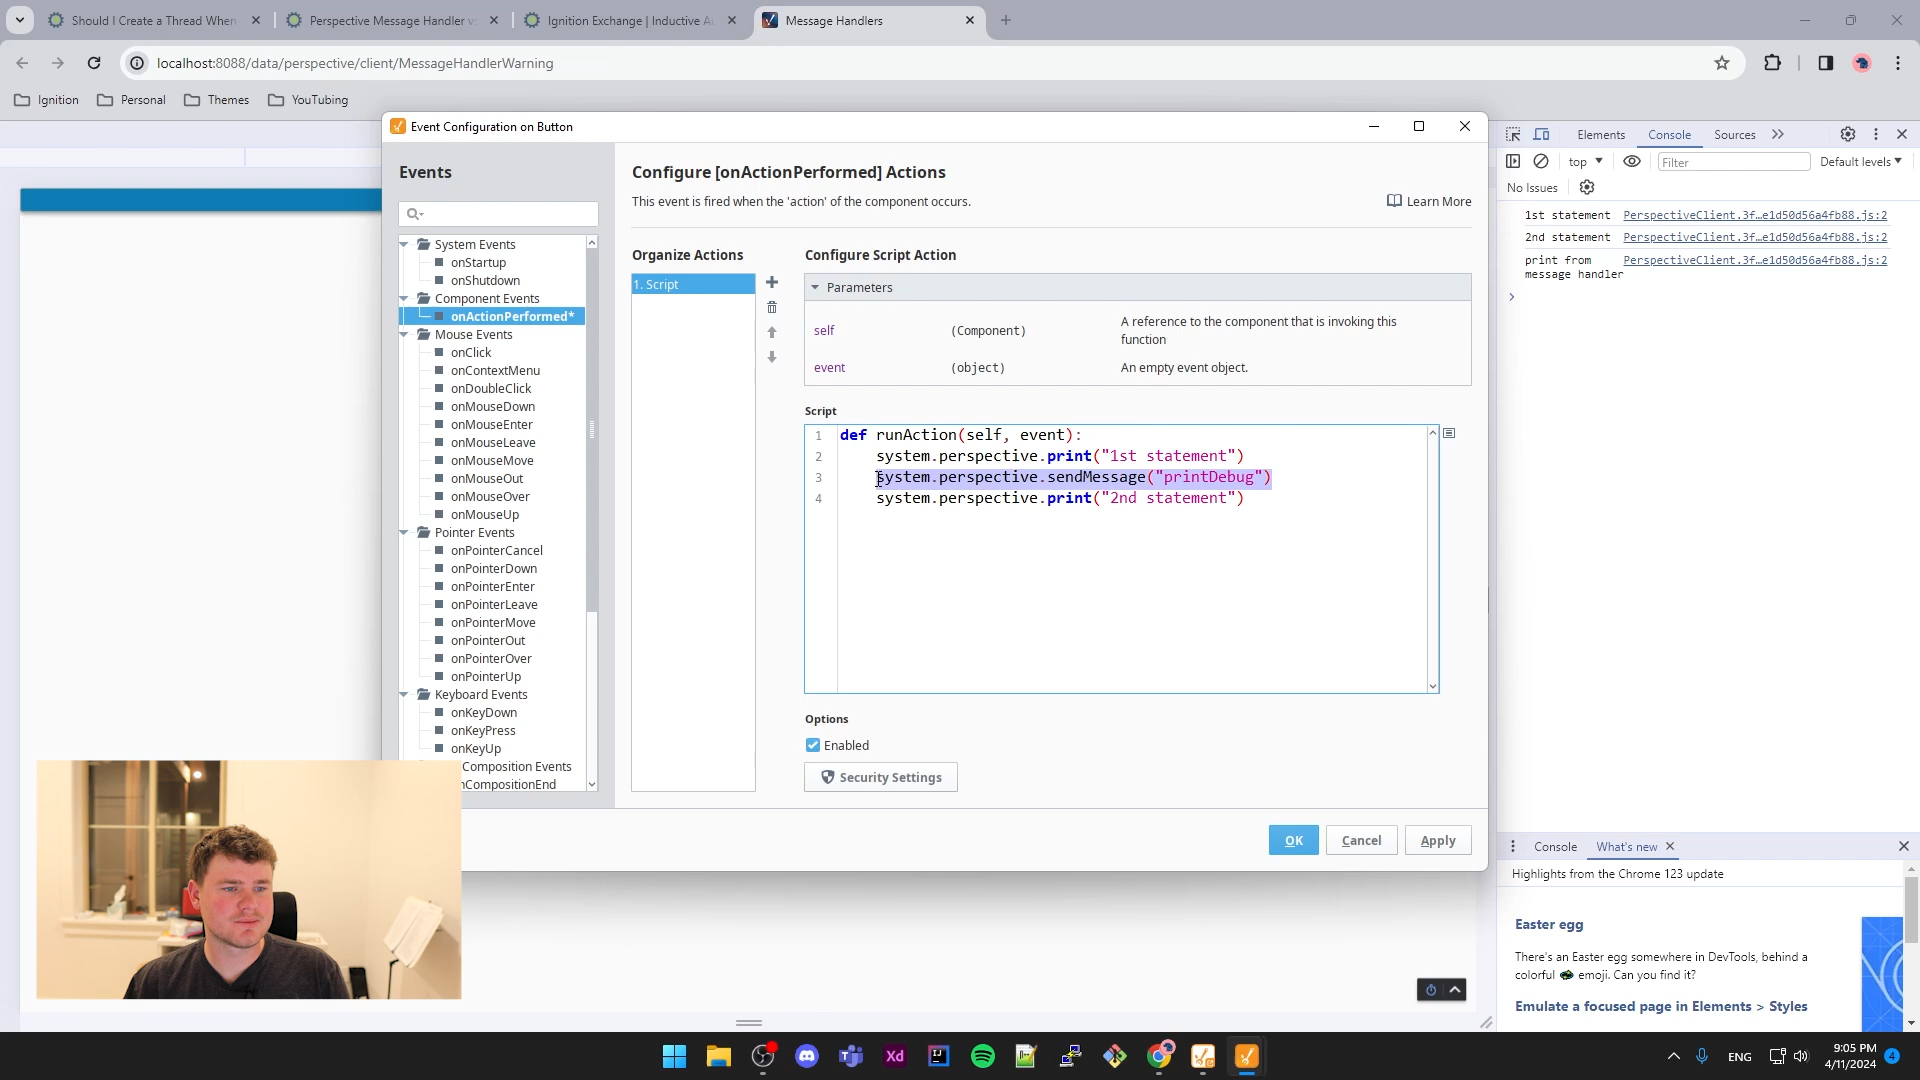 Should I Create a Thread When
Perspective Message Handler v
Ignition Exchange | Inductive Au
Message Handlers
localhost:8088/data/perspective/client/MessageHandlerWarning
Ignition
Personal
Themes
YouTubing
Event Configuration on Button
Events
System Events
onStartup
onShutdown
Component Events
onActionPerformed*
Mouse Events
onClick
onContextMenu
onDoubleClick
onMouseDown
onMouseEnter
onMouseLeave
onMouseMove
onMouseOut
onMouseOver
onMouseUp
Pointer Events
onPointerCancel
onPointerDown
onPointerEnter
onPointerLeave
onPointerMove
onPointerOut
onPointerOver
onPointerUp
Keyboard Events
onKeyDown
onKeyPress
onKeyUp
Composition Events
nCompositionEnd
Configure [onActionPerformed] Actions
This event is fired when the 'action' of the component occurs.
Learn More
Organize Actions
1. Script
Configure Script Action
Parameters
self (Component) A reference to the component that is invoking this
function
event (object) An empty event object.
Script
1 def runAction(self, event):
2 system.perspective.print("1st statement")
3 system.perspective.sendMessage("printDebug")
4 system.perspective.print("2nd statement")
Options
Enabled
Security Settings
OK
Cancel
Apply
Elements
Console
Sources
top
Filter
Default levels
No Issues
1st statement PerspectiveClient.3f…e1d50d56a4fb88.js:2
2nd statement PerspectiveClient.3f…e1d50d56a4fb88.js:2
print from PerspectiveClient.3f…e1d50d56a4fb88.js:2
message handler
Console
What's new
Highlights from the Chrome 123 update
Easter egg
There's an Easter egg somewhere in DevTools, behind a
colorful emoji. Can you find it?
Emulate a focused page in Elements > Styles
Xd
ENG
9:05 PM
4/11/2024
4